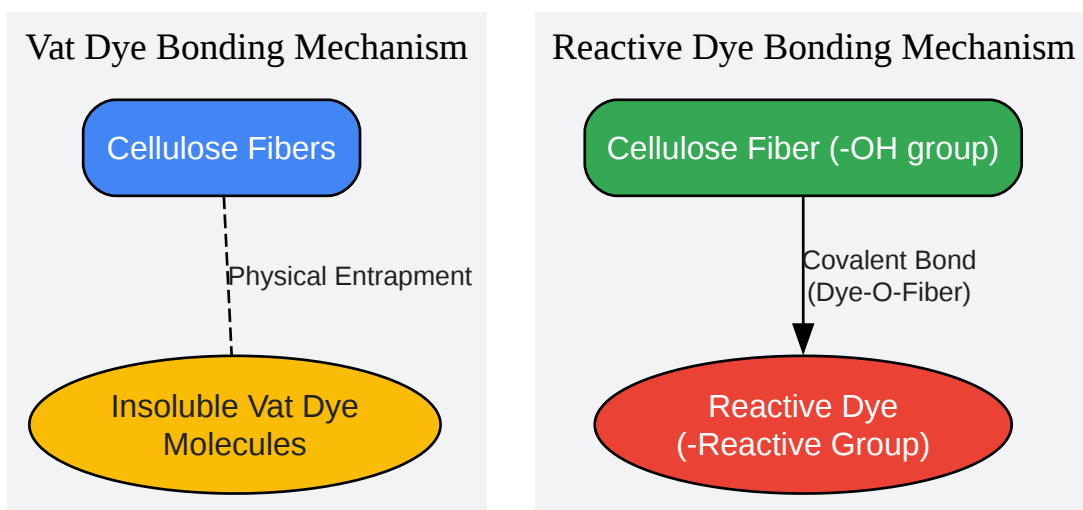 Vat Dye Bonding Mechanism
Cellulose Fibers
Physical Entrapment
Insoluble Vat Dye
Molecules
Reactive Dye Bonding Mechanism
Cellulose Fiber (-OH group)
Covalent Bond
(Dye-O-Fiber)
Reactive Dye
(-Reactive Group)